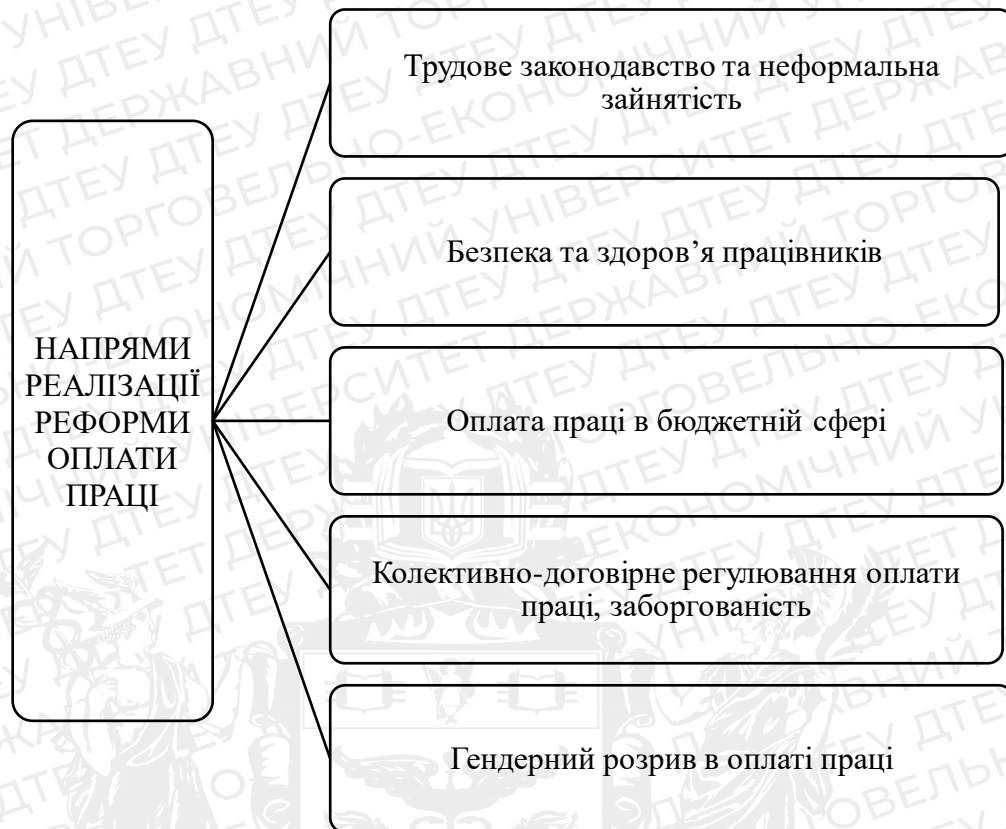 НАПРЯМИ
РЕАЛІЗАЦІЇ
РЕФОРМИ
ОПЛАТИ
ПРАЦІ
Трудове законодавство та неформальна
зайнятість
Безпека та здоров’я працівників
Оплата праці в бюджетній сфері
Колективно-договірне регулювання оплати
праці, заборгованість
Гендерний розрив в оплаті праці